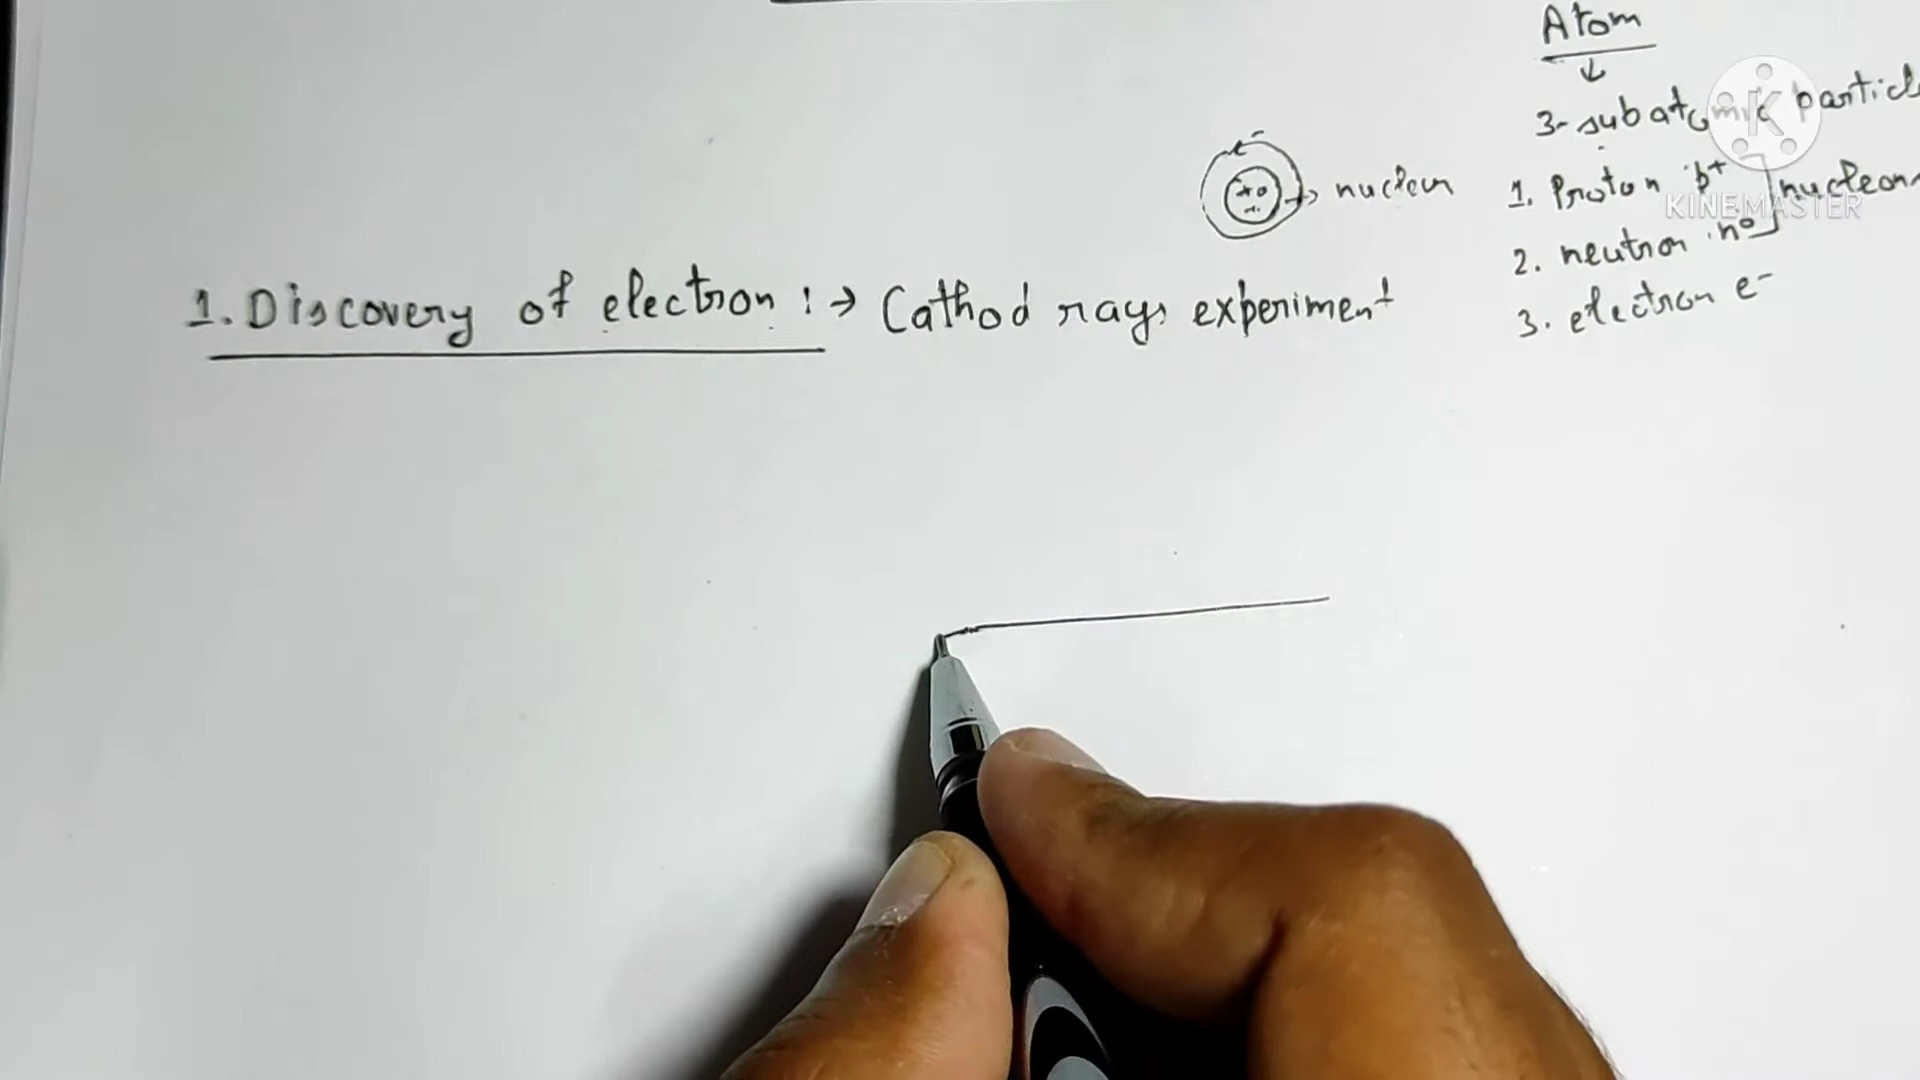 Atom
3- subatomic particle
1. Proton p+ ] nucleons
2. neutron n° ]
3. electron e-
e-
→ nucleus
1. Discovery of electron :→ Cathod rays experiment
K
KINEMASTER